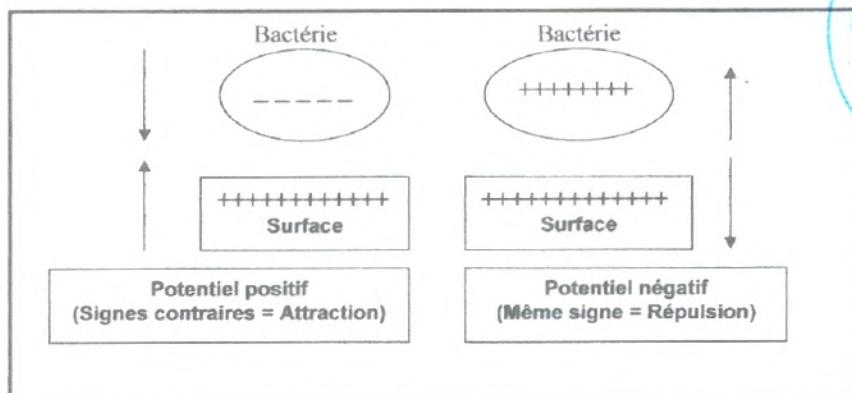 Bactérie
Bactérie
Surface
Surface
Potentiel positif
(Signes contraires = Attraction)
Potentiel négatif
(Même signe = Répulsion)